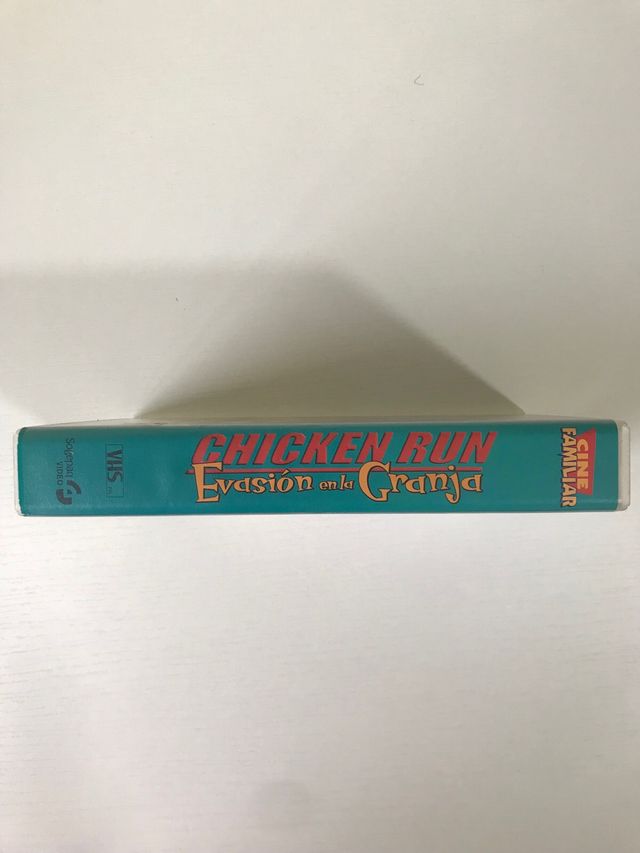 CHICKEN RUN
Evasión en la Granja
CINE
FAMILIAR
VHS
Sogepaq
VIDEO